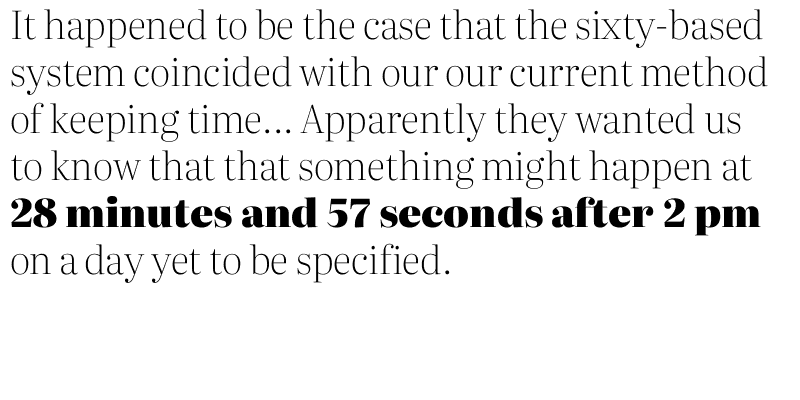 It happened to be the case that the sixty-based
system coincided with our our current method
of keeping time... Apparently they wanted us
to know that that something might happen at
28 minutes and 57 seconds after 2 pm
on a day yet to be specified.